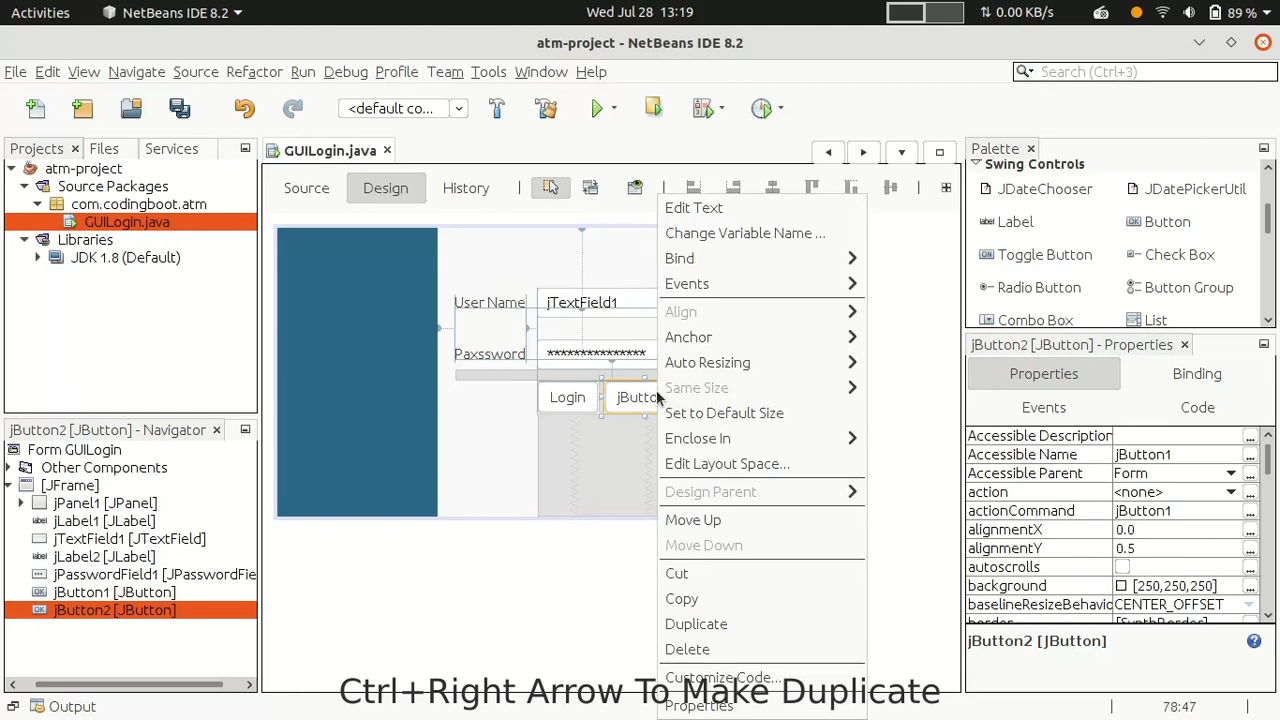 Activities
NetBeans IDE 8.2
Wed Jul 28  13:19
0.00 KB/s
89 %
atm-project - NetBeans IDE 8.2
File Edit View Navigate Source Refactor Run Debug Profile Team Tools Window Help
Search (Ctrl+3)
<default co...
Projects
Files
Services
GUILogin.java
Palette
atm-project
Source Packages
com.codingboot.atm
GUILogin.java
Libraries
JDK 1.8 (Default)
Source
Design
History
User Name
jTextField1
Paxssword
***************
Login
Edit Text
Change Variable Name ...
Bind
Events
Align
Anchor
Auto Resizing
Same Size
Set to Default Size
Enclose In
Edit Layout Space...
Design Parent
Move Up
Move Down
Cut
Copy
Duplicate
Delete
Customize Code...
Properties
Swing Controls
JDateChooser
JDatePickerUtil
Label
Button
Toggle Button
Check Box
Radio Button
Button Group
Combo Box
List
jButton2 [JButton] - Properties
Properties
Binding
Events
Code
Accessible Description
...
Accessible Name
jButton1
...
Accessible Parent
Form
...
action
<none>
...
actionCommand
jButton1
...
alignmentX
0.0
...
alignmentY
0.5
...
autoscrolls
...
background
[250,250,250]
...
CENTER_OFFSET
jButton2 [JButton]
jButton2 [JButton] - Navigator
Form GUILogin
Other Components
[JFrame]
jPanel1 [JPanel]
jLabel1 [JLabel]
jTextField1 [JTextField]
jLabel2 [JLabel]
jPasswordField1 [JPasswordFie
jButton1 [JButton]
jButton2 [JButton]
Output
78:47
Ctrl+Right Arrow To Make Duplicate